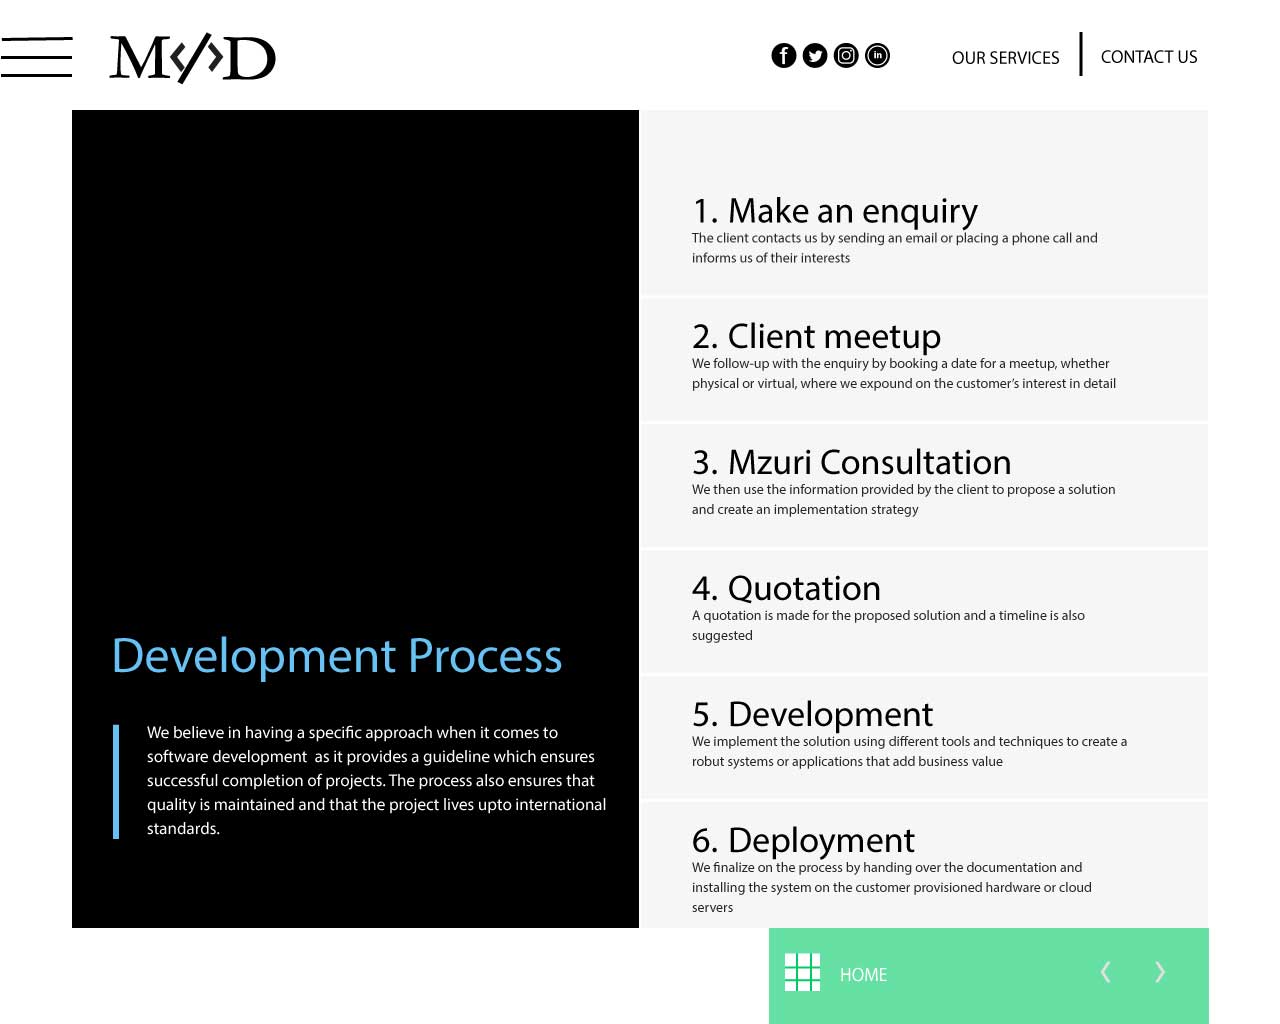 M</>D
OUR SERVICES
CONTACT US
Development Process
We believe in having a specific approach when it comes to
software development  as it provides a guideline which ensures
successful completion of projects. The process also ensures that
quality is maintained and that the project lives upto international
standards.
1. Make an enquiry
The client contacts us by sending an email or placing a phone call and
informs us of their interests
2. Client meetup
We follow-up with the enquiry by booking a date for a meetup, whether
physical or virtual, where we expound on the customer’s interest in detail
3. Mzuri Consultation
We then use the information provided by the client to propose a solution
and create an implementation strategy
4. Quotation
A quotation is made for the proposed solution and a timeline is also
suggested
5. Development
We implement the solution using different tools and techniques to create a
robut systems or applications that add business value
6. Deployment
We finalize on the process by handing over the documentation and
installing the system on the customer provisioned hardware or cloud
servers
HOME